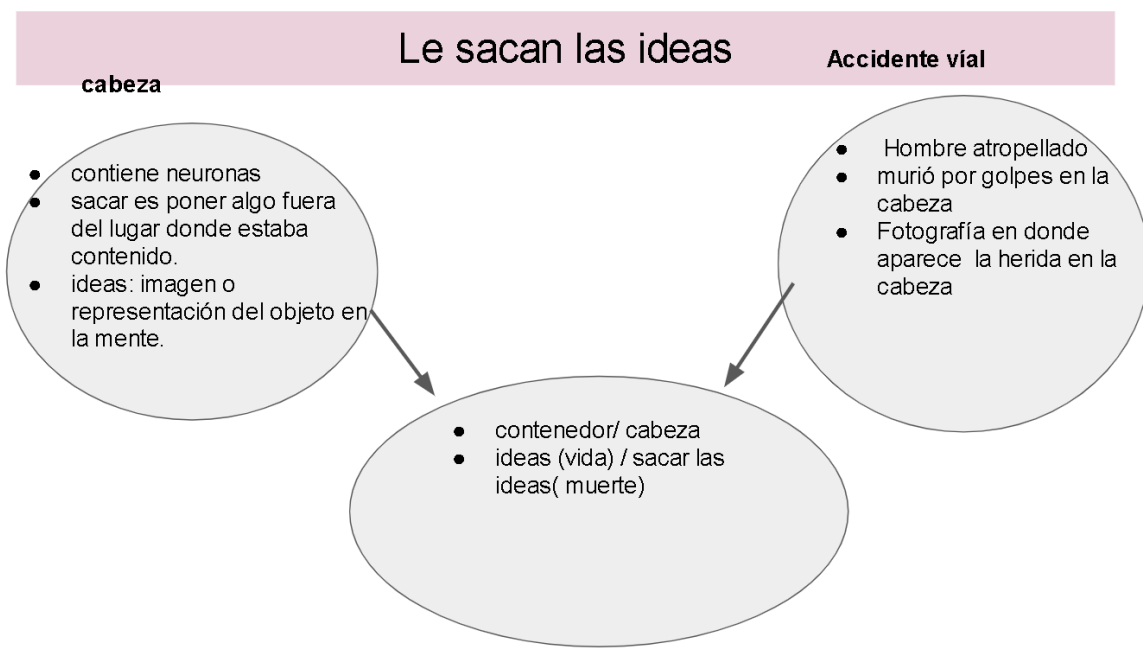 Le sacan las ideas
cabeza
Accidente víal
● contiene neuronas
● sacar es poner algo fuera
del lugar donde estaba
contenido.
● ideas: imagen o
representación del objeto en
la mente.
● Hombre atropellado
● murió por golpes en la
cabeza
● Fotografía en donde
aparece la herida en la
cabeza
● contenedor/ cabeza
● ideas (vida) / sacar las
ideas( muerte)